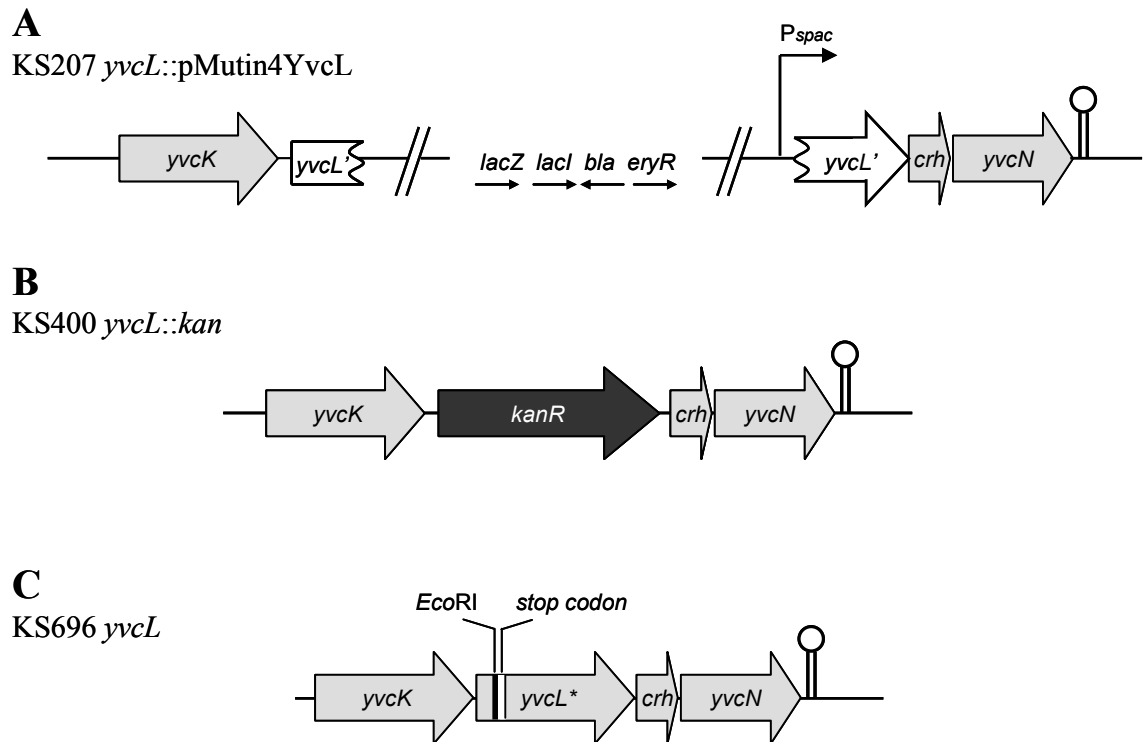 A
KS207 yvcL::pMutin4YvcL
Pspac
yvcK
yvcL'
lacZ lacI bla eryR
yvcL'
crh
yvcN
B
KS400 yvcL::kan
yvcK
kanR
crh
yvcN
C
KS696 yvcL
EcoRI
stop codon
yvcK
yvcL*
crh
yvcN